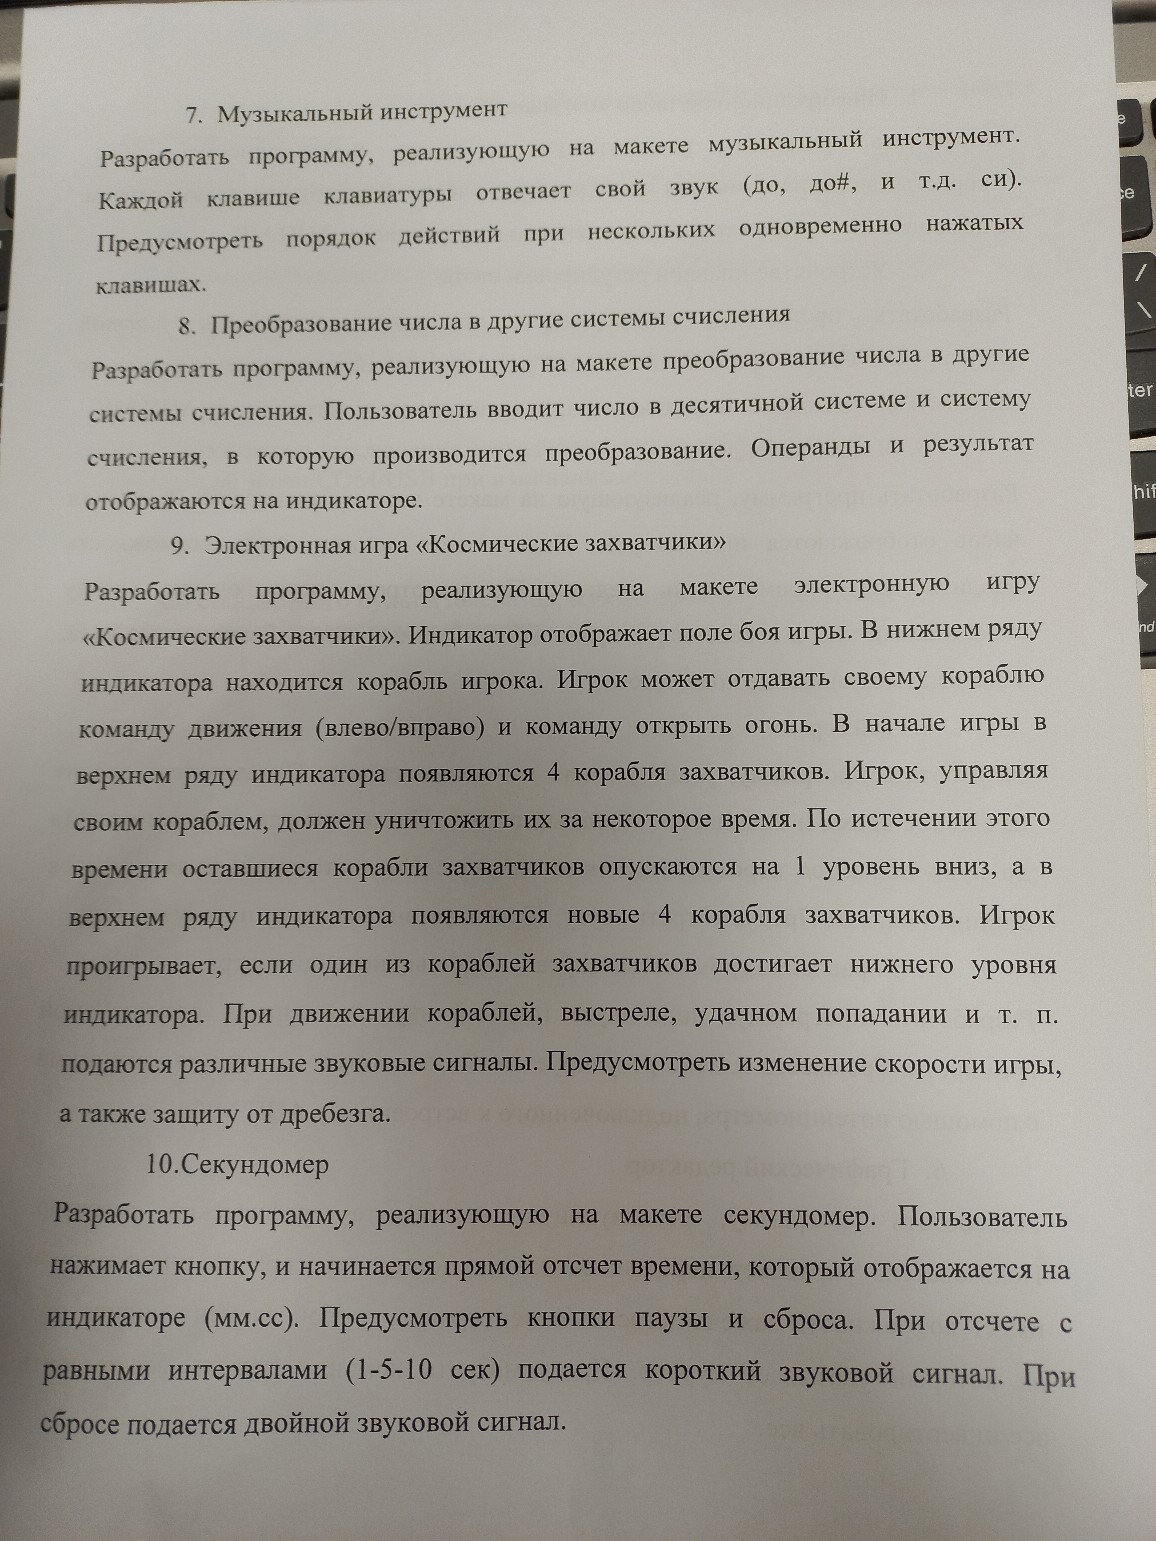 7. Музыкальный инструмент
Разработать программу, реализующую на макете музыкальный инструмент.
Каждой клавише клавиатуры отвечает свой звук (до, до#, и т.д. си).
Предусмотреть порядок действий при нескольких одновременно нажатых
клавишах.
8. Преобразование числа в другие системы счисления
Разработать программу, реализующую на макете преобразование числа в другие
системы счисления. Пользователь вводит число в десятичной системе и систему
счисления, в которую производится преобразование. Операнды и результат
отображаются на индикаторе.
9. Электронная игра «Космические захватчики»
Разработать программу, реализующую на макете электронную игру
«Космические захватчики». Индикатор отображает поле боя игры. В нижнем ряду
индикатора находится корабль игрока. Игрок может отдавать своему кораблю
команду движения (влево/вправо) и команду открыть огонь. В начале игры в
верхнем ряду индикатора появляются 4 корабля захватчиков. Игрок, управляя
своим кораблем, должен уничтожить их за некоторое время. По истечении этого
времени оставшиеся корабли захватчиков опускаются на 1 уровень вниз, а в
верхнем ряду индикатора появляются новые 4 корабля захватчиков. Игрок
проигрывает, если один из кораблей захватчиков достигает нижнего уровня
индикатора. При движении кораблей, выстреле, удачном попадании и т. п.
подаются различные звуковые сигналы. Предусмотреть изменение скорости игры,
а также защиту от дребезга.
10.Секундомер
Разработать программу, реализующую на макете секундомер. Пользователь
нажимает кнопку, и начинается прямой отсчет времени, который отображается на
индикаторе (мм.сс). Предусмотреть кнопки паузы и сброса. При отсчете с
равными интервалами (1-5-10 сек) подается короткий звуковой сигнал. При
сбросе подается двойной звуковой сигнал.